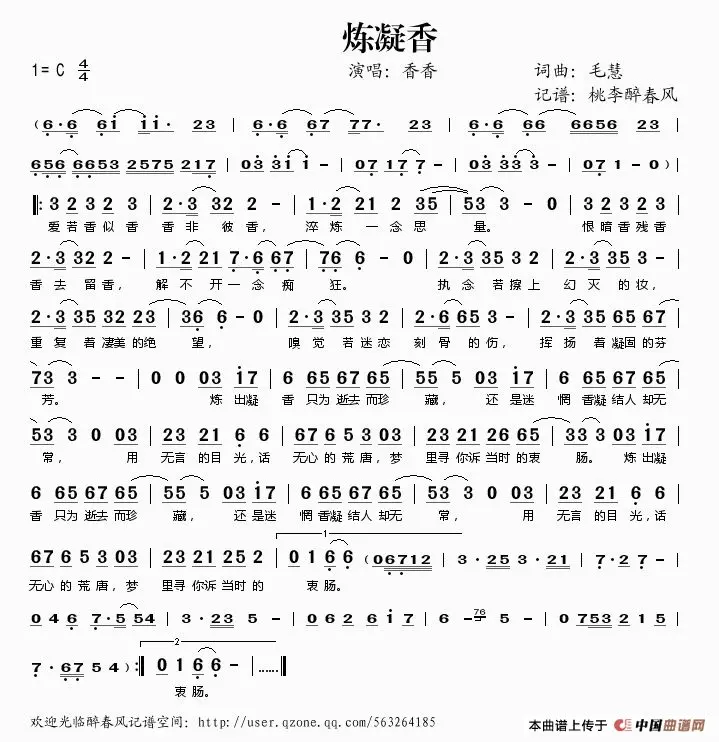 炼凝香
1=C 4/4 演唱：香香 词曲：毛慧
记谱：桃李醉春风
(6·6 6i ii· 23 | 6·6 67 77· 23 | 6·6 66 6656 23 |
656 6653 2575 217 | 03 31 1 - | 07 17 7 - | 03 33 3 - | 07 1 - 0) |
|: 3 23 2 3 | 2·3 32 2 - | 1·2 21 2 35 | 53 3 - 0 | 3 23 2 3 |
爱若香似香 香非彼香， 淬炼一念思量。 恨暗香残香
2·3 32 2 - | 1·2 21 7·6 67 | 76 6 - 0 | 2·3 35 3 2 | 2·3 35 3 - |
香去留香， 解不开一念痴狂。 执念若擦上幻灭的妆，
2·3 35 32 23 | 36 6 - 0 | 2·3 35 3 2 | 2·6 65 3 - | 2·3 35 65 67 |
重复着凄美的绝望， 嗅觉若迷恋刻骨的伤， 挥扬着凝固的芬
73 3 - - | 0 0 03 i7 | 6 65 67 65 | 55 5 03 i7 | 6 65 67 65 |
芳。 炼出凝香只为逝去而珍藏， 还是迷惘香凝结人却无
53 3 0 03 | 23 21 6 6 | 67 6 5 3 03 | 23 21 26 65 | 33 3 03 i7 |
常， 用无言的目光，话无心的荒唐，梦里寻你诉当时的衷肠。 炼出凝
6 65 67 65 | 55 5 03 i7 | 6 65 67 65 | 53 3 0 03 | 23 21 6 6 |
香只为逝去而珍藏， 还是迷惘香凝结人却无常， 用无言的目光，话
67 6 5 3 03 | 23 21 25 2 | 1 0 1 6 6 (06712 | 3·25 3·21 | 7·2 7· |
无心的荒唐，梦里寻你诉当时的 衷肠。
04 6 7·5 54 | 3·23 5 - | 06 2 6 i 7 | 6 - 76 5 - | 0753 2 1 5 |
7·67 5 4) :| 2 0 1 6 6 - |……|
衷肠。
欢迎光临醉春风记谱空间：http://user.qzone.qq.com/563264185
本曲谱上传于 中国曲谱网